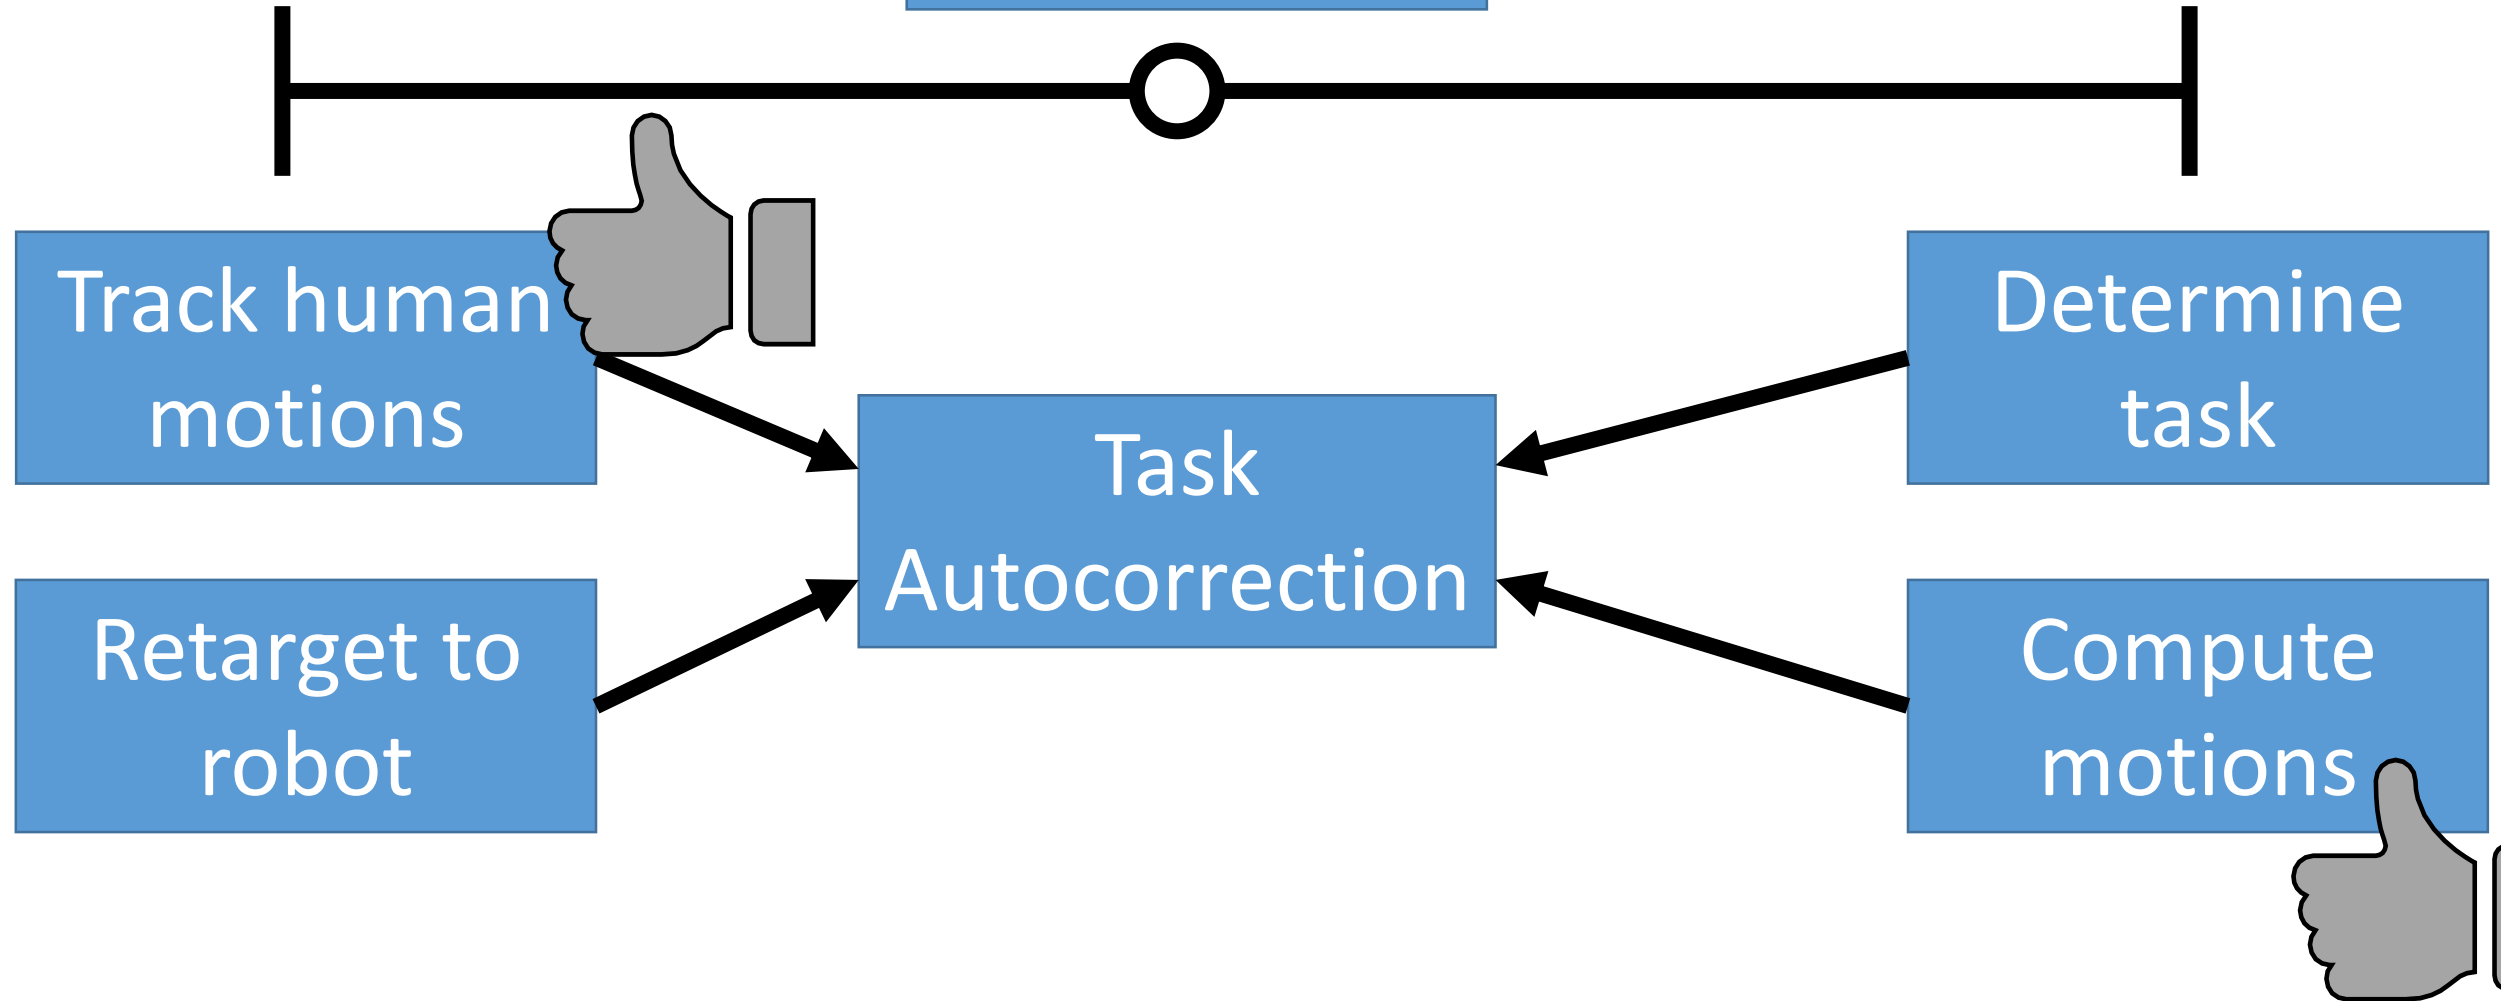 Track human
motions
Determine
task
Task
Autocorrection
Retarget to
robot
Compute
motions